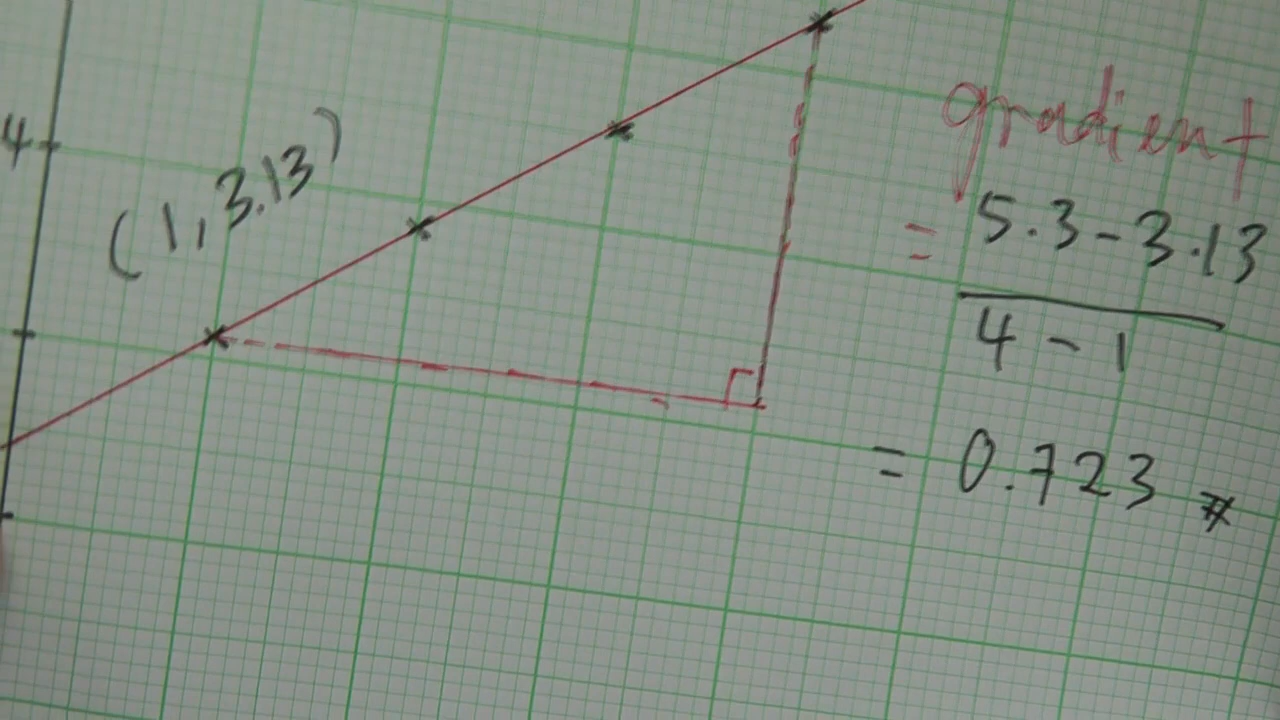 4
(1, 3.13)
gradient
= 5.3 - 3.13
4 - 1
= 0.723